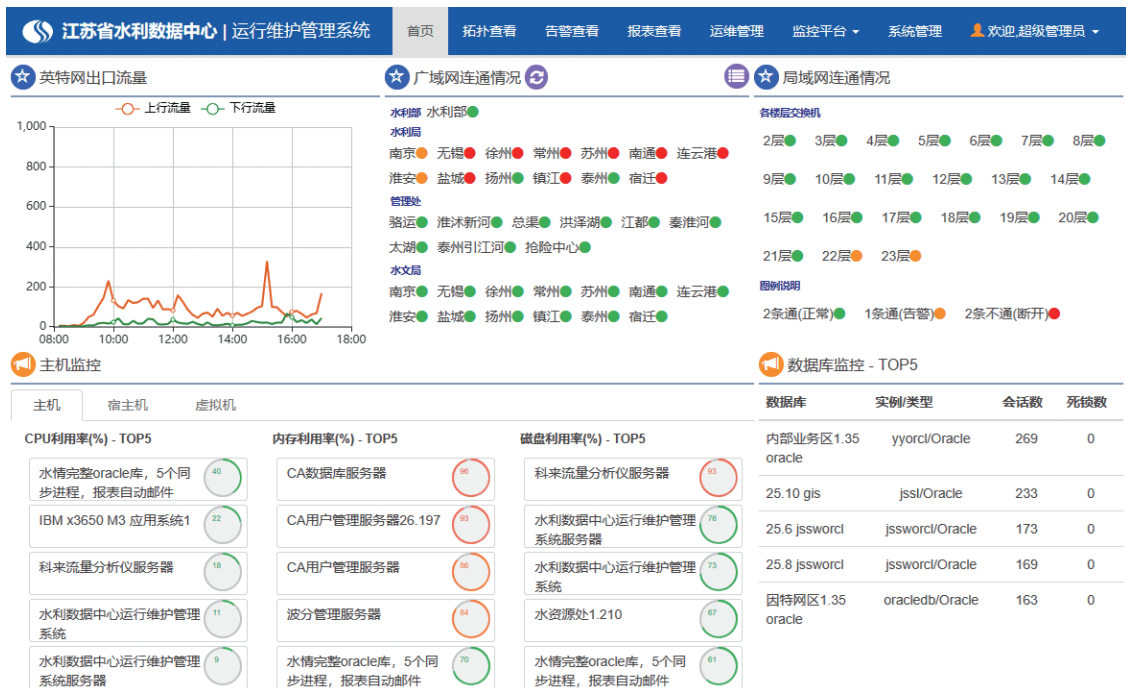 江苏省水利数据中心 | 运行维护管理系统
首页 拓扑查看 告警查看 报表查看 运维管理 监控平台 系统管理 欢迎,超级管理员
英特网出口流量
上行流量 下行流量
1,000
800
600
400
200
0
08:00 10:00 12:00 14:00 16:00 18:00
广域网连通情况
水利部 水利部
水利局
南京 无锡 徐州 常州 苏州 南通 连云港
淮安 盐城 扬州 镇江 泰州 宿迁
管理处
骆运 淮沭新河 总渠 洪泽湖 江都 秦淮河
太湖 泰州引江河 抢险中心
水文局
南京 无锡 徐州 常州 苏州 南通 连云港
淮安 盐城 扬州 镇江 泰州 宿迁
局域网连通情况
各楼层交换机
2层 3层 4层 5层 6层 7层 8层
9层 10层 11层 12层 13层 14层
15层 16层 17层 18层 19层 20层
21层 22层 23层
图例说明
2条通(正常) 1条通(告警) 2条不通(断开)
主机监控
主机 宿主机 虚拟机
CPU利用率(%) - TOP5
水情完整oracle库，5个同 40
步进程，报表自动邮件
IBM x3650 M3 应用系统1 22
科来流量分析仪服务器 18
水利数据中心运行维护管理 11
系统
水利数据中心运行维护管理 9
系统服务器
内存利用率(%) - TOP5
CA数据库服务器 96
CA用户管理服务器26.197 93
CA用户管理服务器 86
波分管理服务器 84
水情完整oracle库，5个同 70
步进程，报表自动邮件
磁盘利用率(%) - TOP5
科来流量分析仪服务器 93
水利数据中心运行维护管理 76
系统服务器
水利数据中心运行维护管理 73
系统
水资源处1.210 67
水情完整oracle库，5个同 61
步进程，报表自动邮件
数据库监控 - TOP5
数据库 实例/类型 会话数 死锁数
内部业务区1.35 yyorcl/Oracle 269 0
oracle
25.10 gis jssl/Oracle 233 0
25.6 jssworcl jssworcl/Oracle 173 0
25.8 jssworcl jssworcl/Oracle 169 0
因特网区1.35 oracledb/Oracle 163 0
oracle